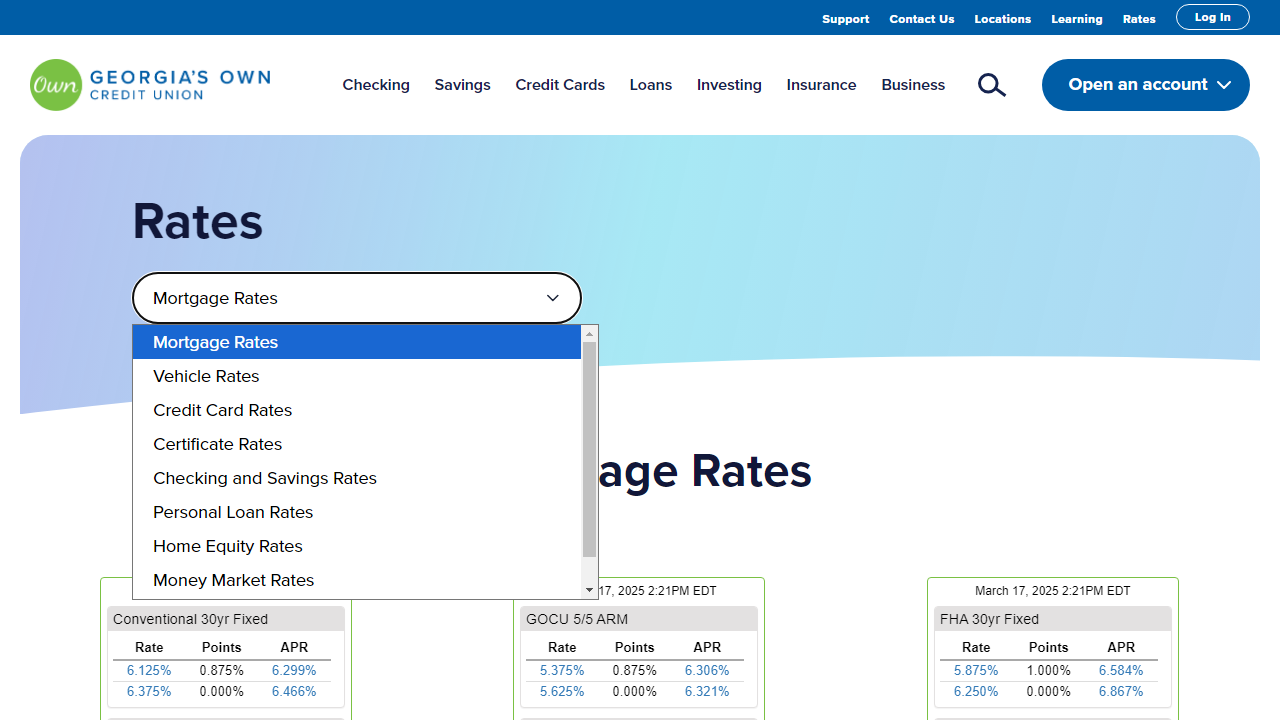 Support Contact Us Locations Learning Rates Log In
Own GEORGIA'S OWN
CREDIT UNION
Checking Savings Credit Cards Loans Investing Insurance Business Open an account
Rates
Mortgage Rates
Mortgage Rates
Vehicle Rates
Credit Card Rates
Certificate Rates
Checking and Savings Rates
Personal Loan Rates
Home Equity Rates
Money Market Rates
age Rates
17, 2025 2:21PM EDT
March 17, 2025 2:21PM EDT
Conventional 30yr Fixed
Rate Points APR
6.125% 0.875% 6.299%
6.375% 0.000% 6.466%
GOCU 5/5 ARM
Rate Points APR
5.375% 0.875% 6.306%
5.625% 0.000% 6.321%
FHA 30yr Fixed
Rate Points APR
5.875% 1.000% 6.584%
6.250% 0.000% 6.867%